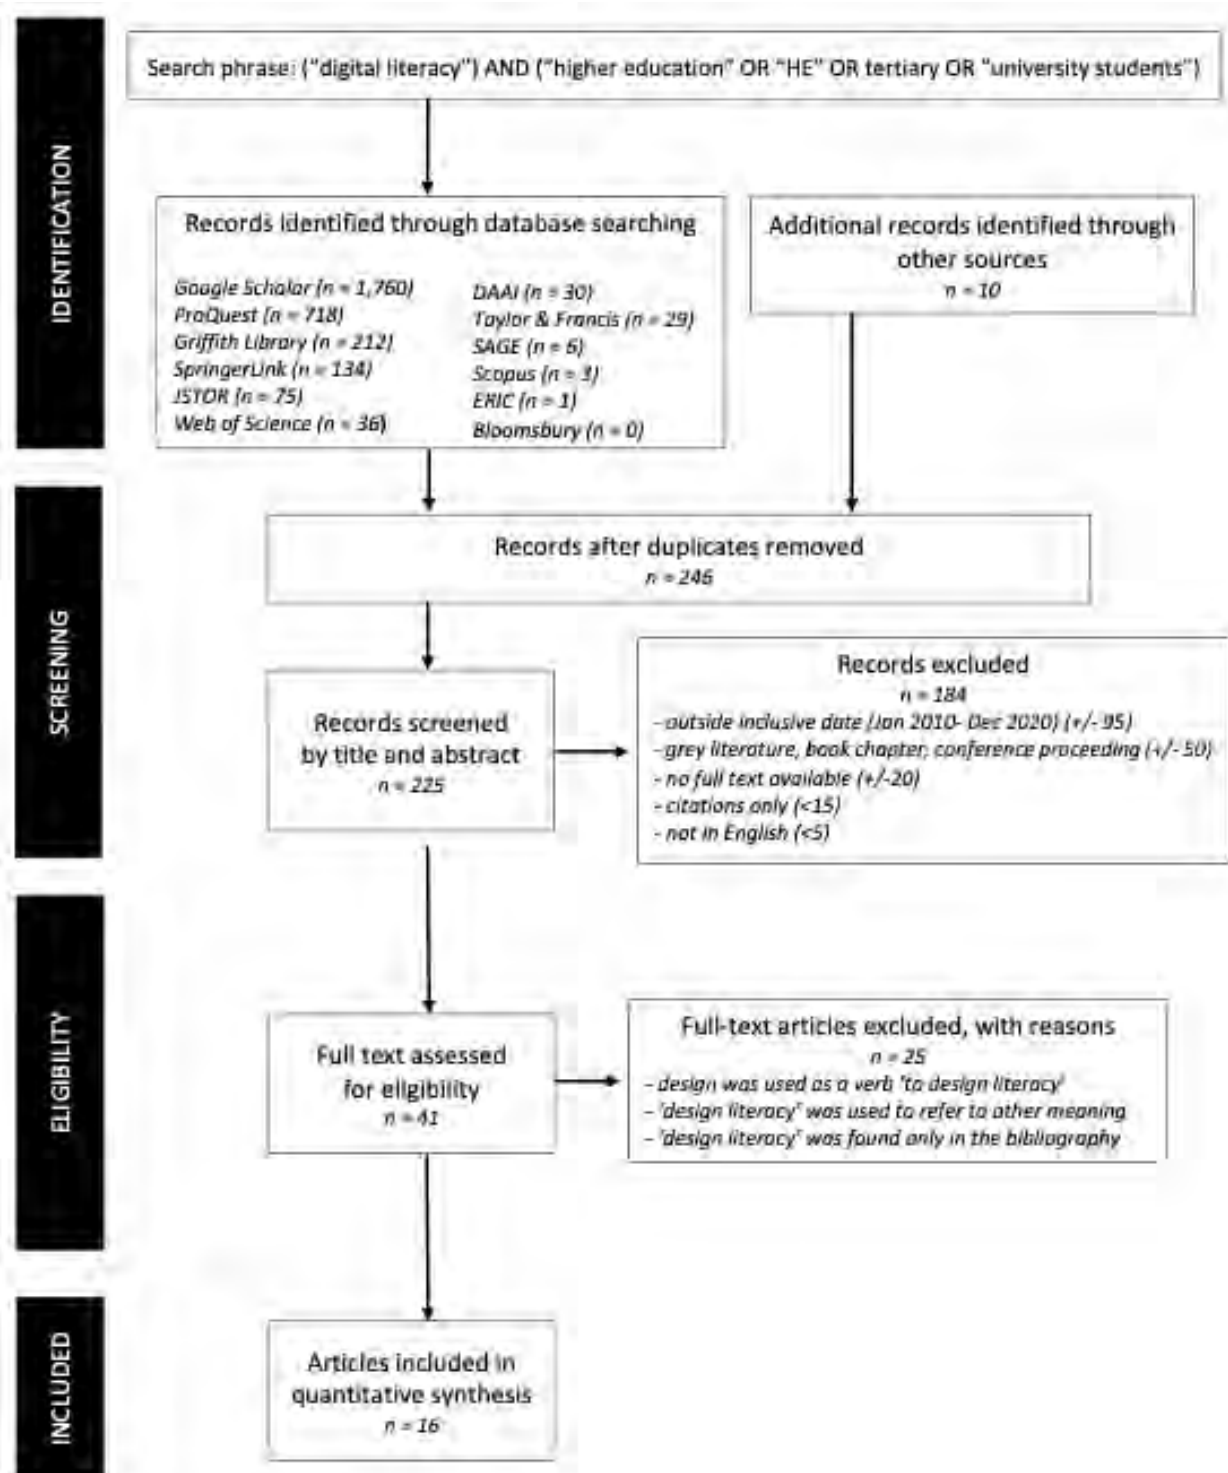 IDENTIFICATION
Search phrase: ("digital literacy") AND ("higher education" OR "HE" OR tertiary OR "university students")
Records identified through database searching
Google Scholar (n = 1,760)
ProQuest (n = 718)
Griffith Library (n = 212)
SpringerLink (n = 134)
JSTOR (n = 75)
Web of Science (n = 36)
DAAI (n = 30)
Taylor & Francis (n = 29)
SAGE (n = 6)
Scopus (n = 3)
ERIC (n = 1)
Bloomsbury (n = 0)
Additional records identified through
other sources
n = 10
SCREENING
Records after duplicates removed
n = 246
Records screened
by title and abstract
n = 225
Records excluded
n = 184
- outside inclusive date (Jan 2010- Dec 2020) (+/- 95)
- grey literature, book chapter, conference proceeding (+/- 50)
- no full text available (+/-20)
- citations only (<15)
- not in English (<5)
ELIGIBILITY
Full text assessed
for eligibility
n = 41
Full-text articles excluded, with reasons
n = 25
- design was used as a verb 'to design literacy'
- 'design literacy' was used to refer to other meaning
- 'design literacy' was found only in the bibliography
INCLUDED
Articles included in
quantitative synthesis
n = 16